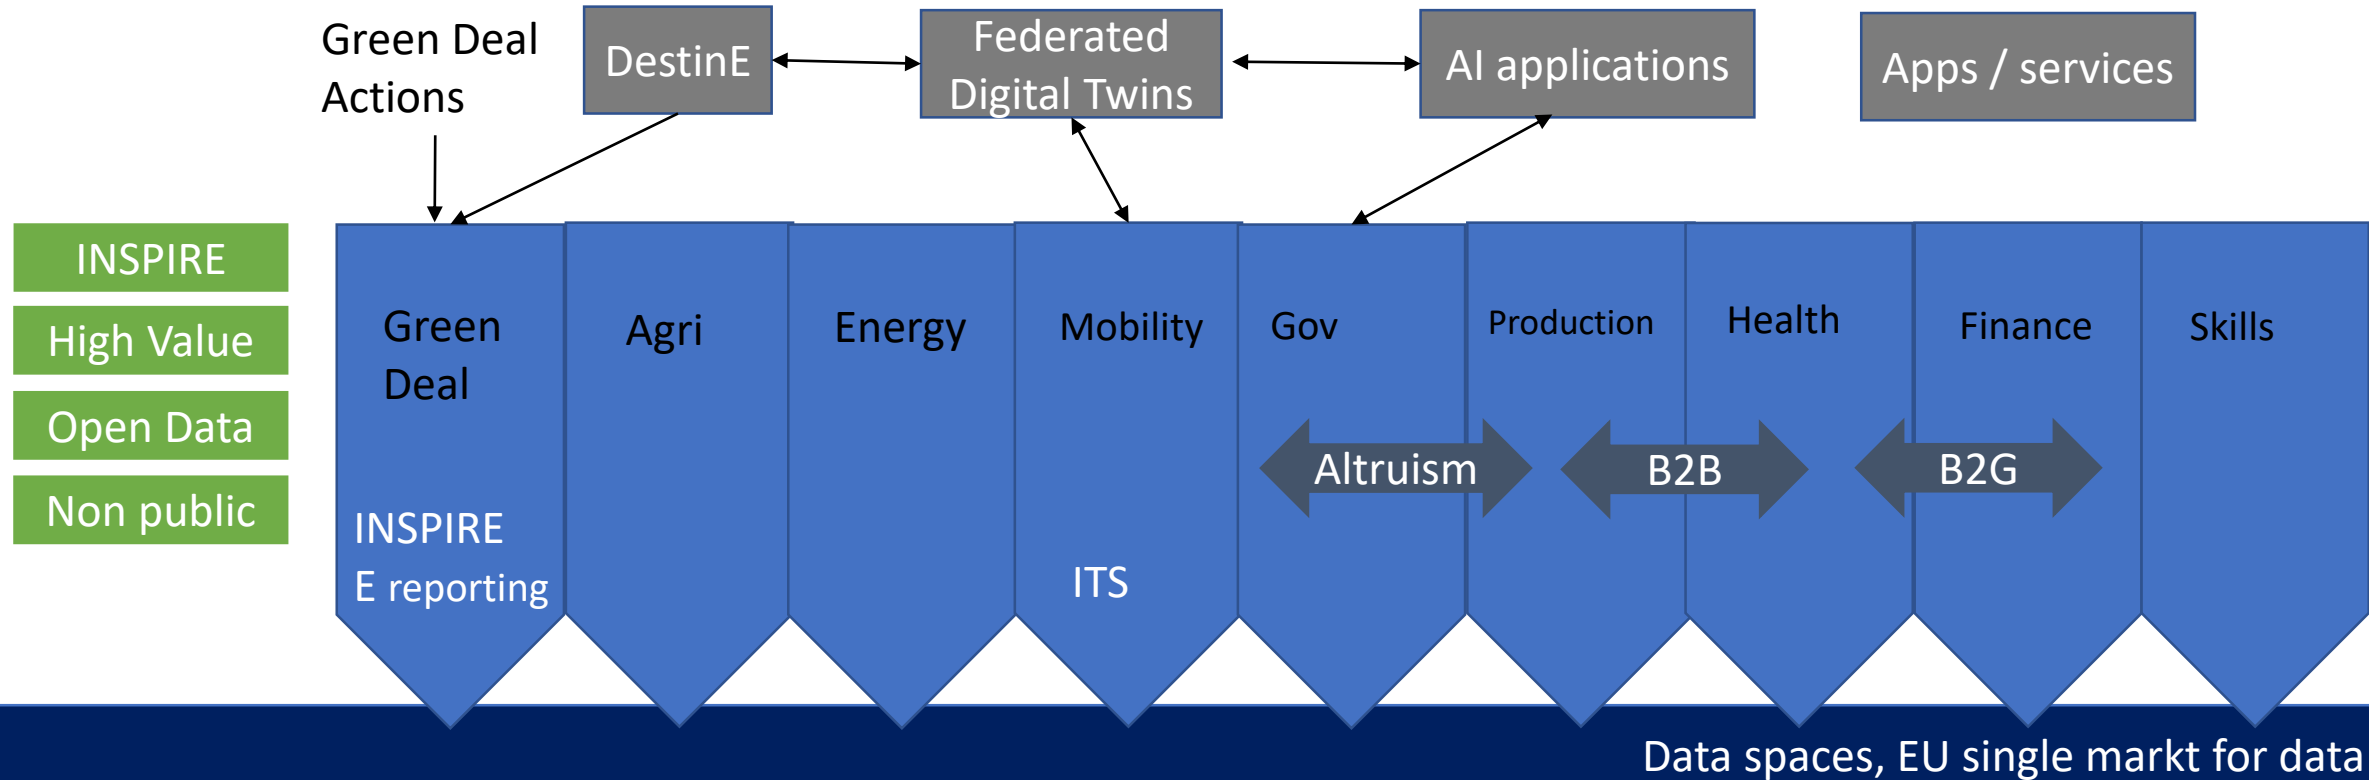 Green Deal
Actions
DestinE
Federated
Digital Twins
AI applications
Apps / services
INSPIRE
High Value
Open Data
Non public
Green
Deal
INSPIRE
E reporting
Agri
Energy
Mobility
ITS
Gov
Production
Health
Finance
Skills
Altruism
B2B
B2G
Data spaces, EU single markt for data